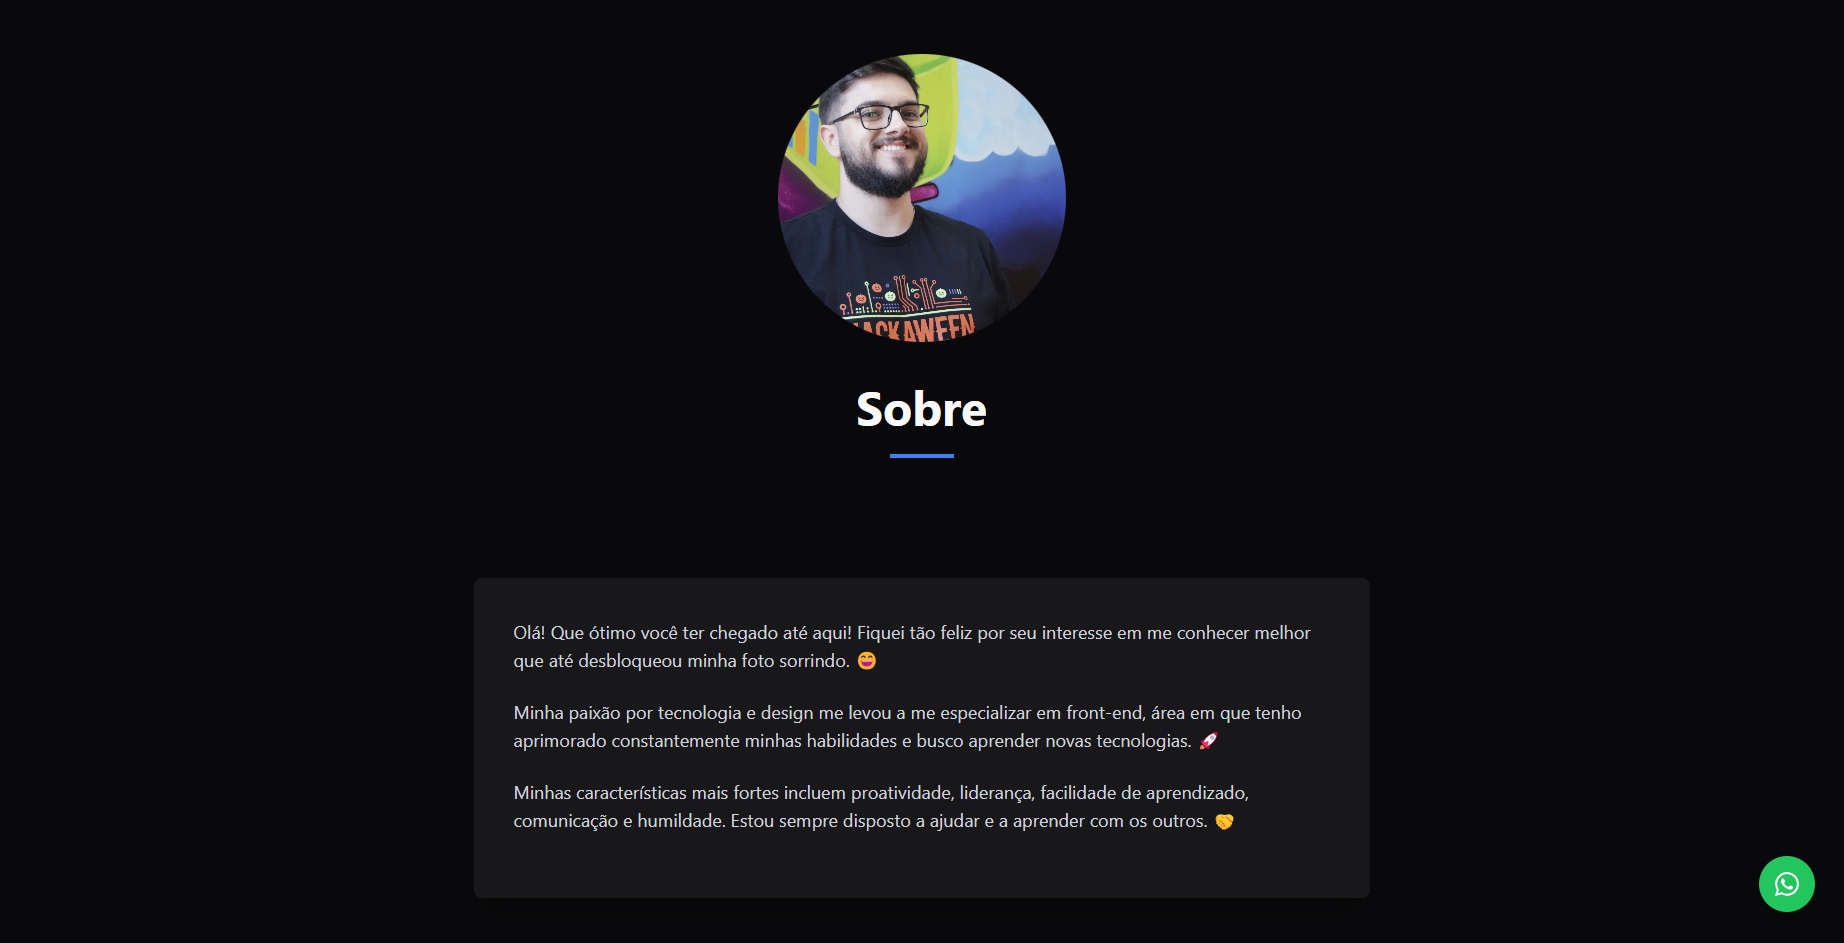 Sobre
Olá! Que ótimo você ter chegado até aqui! Fiquei tão feliz por seu interesse em me conhecer melhor
que até desbloqueou minha foto sorrindo. 😄
Minha paixão por tecnologia e design me levou a me especializar em front-end, área em que tenho
aprimorado constantemente minhas habilidades e busco aprender novas tecnologias. 🚀
Minhas características mais fortes incluem proatividade, liderança, facilidade de aprendizado,
comunicação e humildade. Estou sempre disposto a ajudar e a aprender com os outros. 🤝